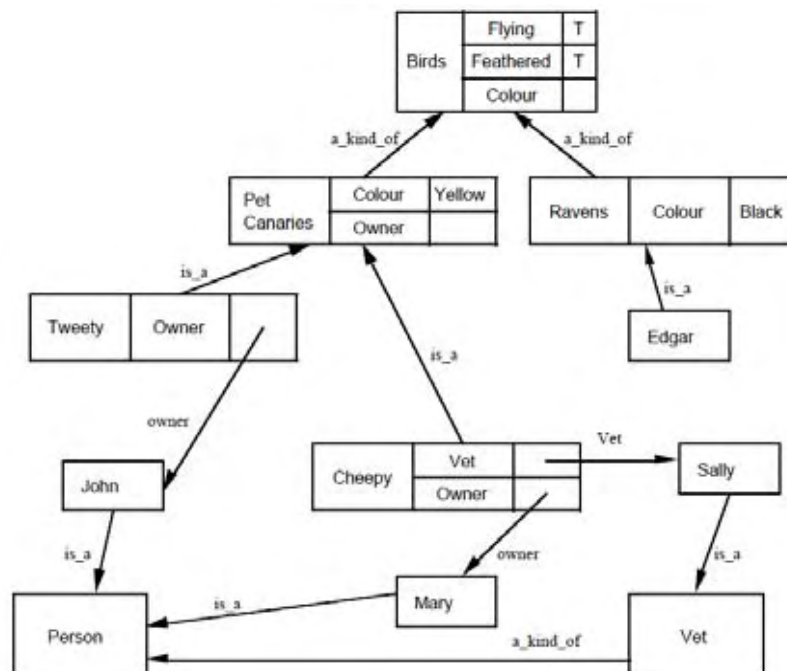 Flying T
Birds Feathered T
Colour
a_kind_of a_kind_of
Pet Canaries Colour Yellow
Owner
Ravens Colour Black
is_a is_a
Tweety Owner
Edgar
is_a
owner
Vet
John
Cheepy Vet
Owner
Sally
is_a owner is_a
Mary
is_a
Person a_kind_of Vet